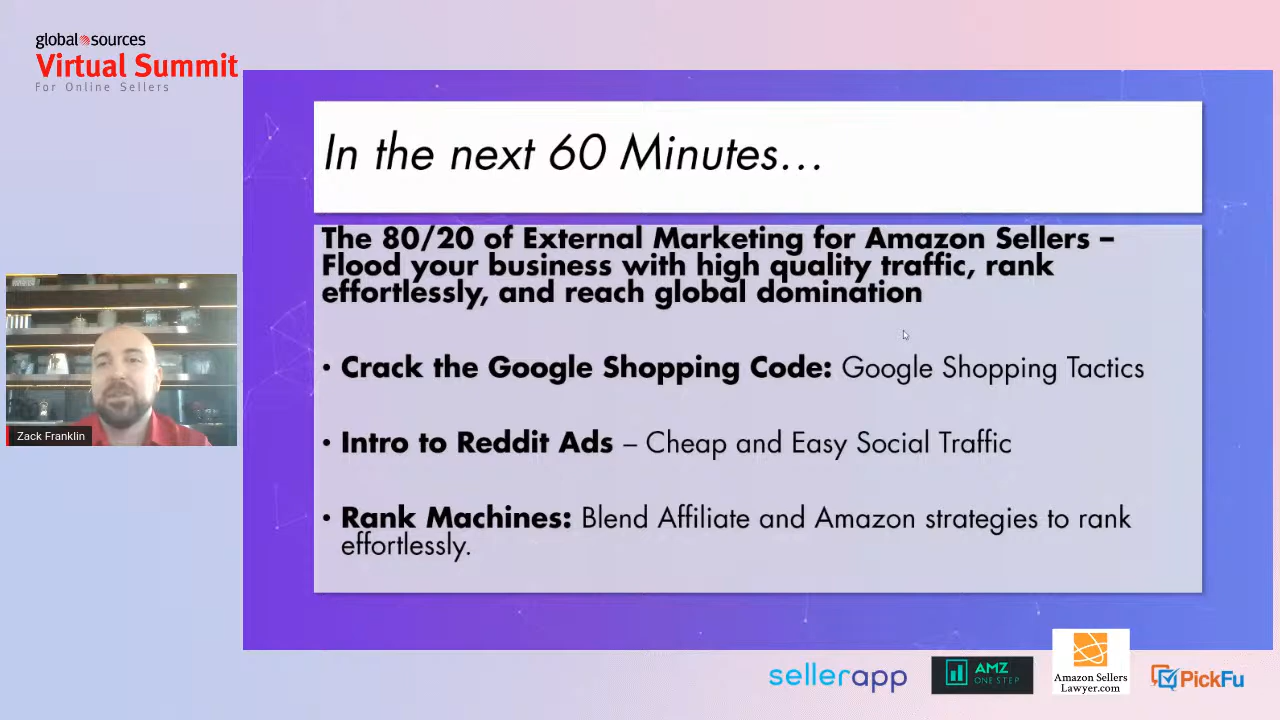 global sources
Virtual Summit
For Online Sellers
In the next 60 Minutes…
The 80/20 of External Marketing for Amazon Sellers –
Flood your business with high quality traffic, rank
effortlessly, and reach global domination
• Crack the Google Shopping Code: Google Shopping Tactics
• Intro to Reddit Ads – Cheap and Easy Social Traffic
• Rank Machines: Blend Affiliate and Amazon strategies to rank
effortlessly.
Zack Franklin
sellerapp
AMZ
ONE STEP
Amazon Sellers
Lawyer.com
PickFu